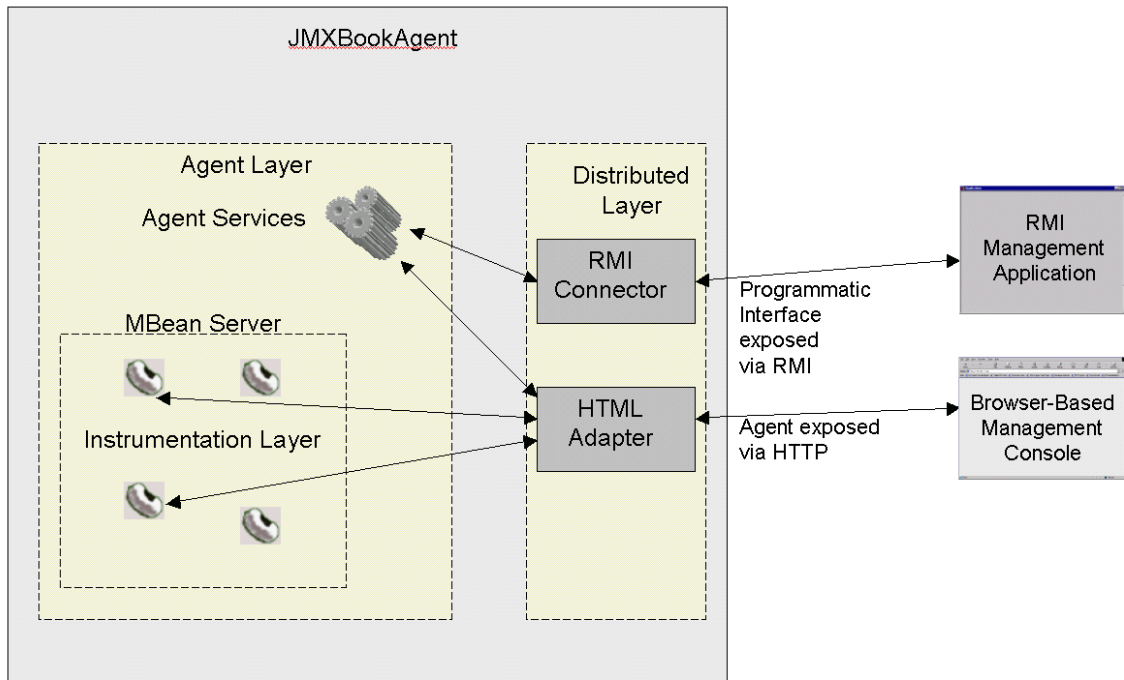 JMXBookAgent
Agent Layer
Agent Services
MBean Server
Instrumentation Layer
Distributed
Layer
RMI
Connector
HTML
Adapter
Programmatic
Interface
exposed
via RMI
Agent exposed
via HTTP
RMI
Management
Application
Browser-Based
Management
Console